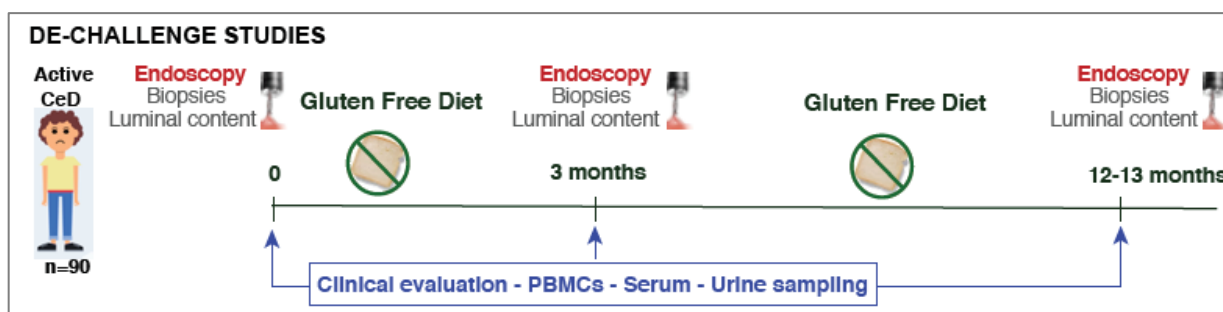 DE-CHALLENGE STUDIES
Active
CeD
n=90
Endoscopy
Biopsies
Luminal content
Gluten Free Diet
Endoscopy
Biopsies
Luminal content
Gluten Free Diet
Endoscopy
Biopsies
Luminal content
0
3 months
12-13 months
Clinical evaluation - PBMCs - Serum - Urine sampling